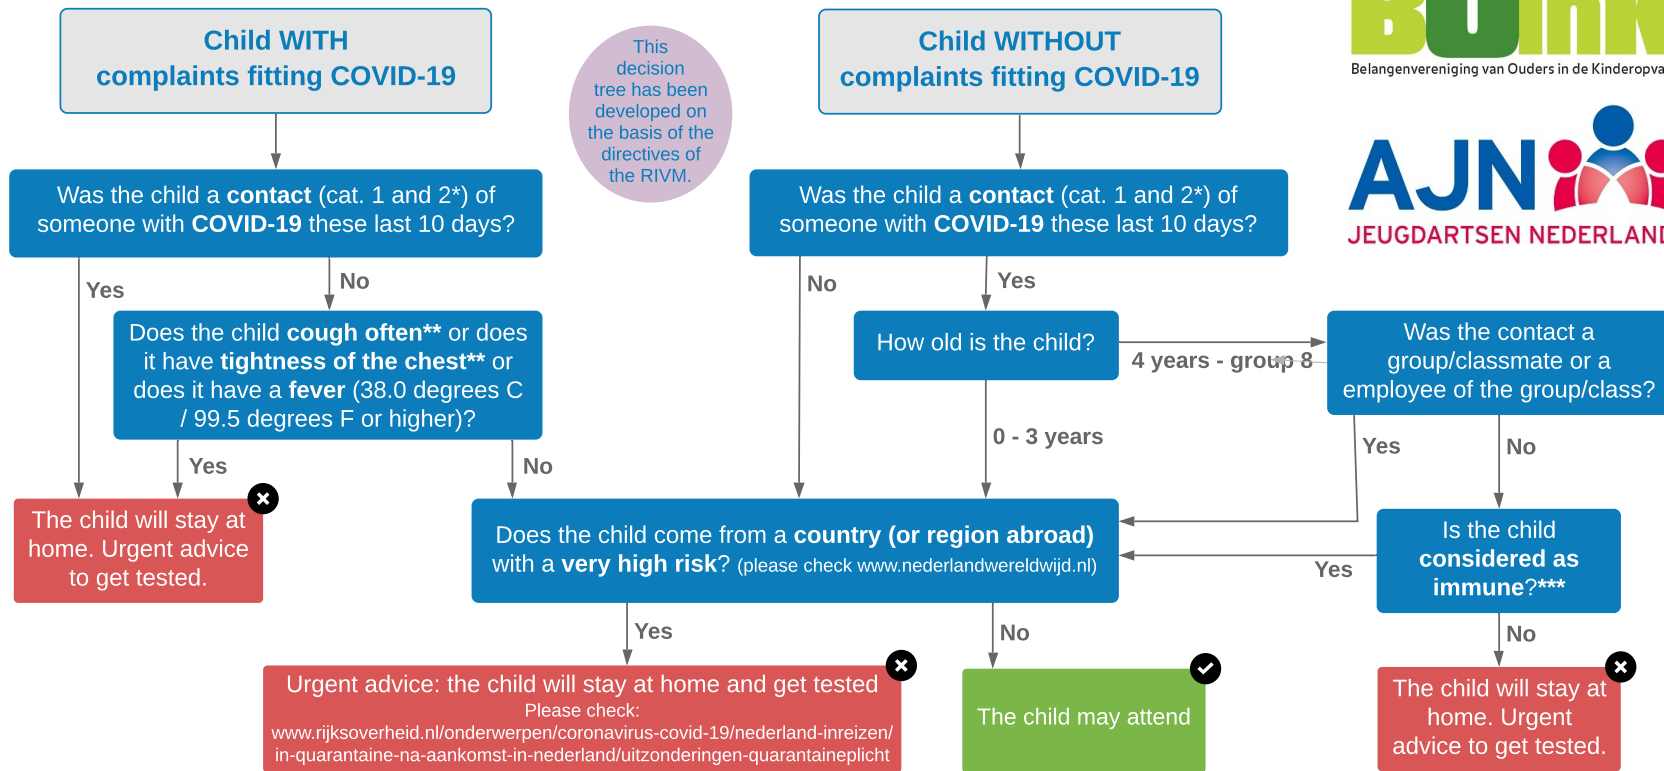 Child WITH
complaints fitting COVID-19
This
decision
tree has been
developed on
the basis of the
directives of
the RIVM.
Child WITHOUT
complaints fitting COVID-19
BOinK
Belangenvereniging van Ouders in de Kinderopva
AJN
JEUGDARTSEN NEDERLAND
Was the child a contact (cat. 1 and 2*) of
someone with COVID-19 these last 10 days?
Was the child a contact (cat. 1 and 2*) of
someone with COVID-19 these last 10 days?
Yes
No
No
Yes
Does the child cough often** or does
it have tightness of the chest** or
does it have a fever (38.0 degrees C
/ 99.5 degrees F or higher)?
How old is the child?
4 years - group 8
Was the contact a
group/classmate or a
employee of the group/class?
0 - 3 years
Yes
No
Yes
No
The child will stay at
home. Urgent advice
to get tested.
Does the child come from a country (or region abroad)
with a very high risk? (please check www.nederlandwereldwijd.nl)
Is the child
considered as
immune?***
Yes
Yes
No
No
Urgent advice: the child will stay at home and get tested
Please check:
www.rijksoverheid.nl/onderwerpen/coronavirus-covid-19/nederland-inreizen/
in-quarantaine-na-aankomst-in-nederland/uitzonderingen-quarantaineplicht
The child may attend
The child will stay at
home. Urgent
advice to get tested.